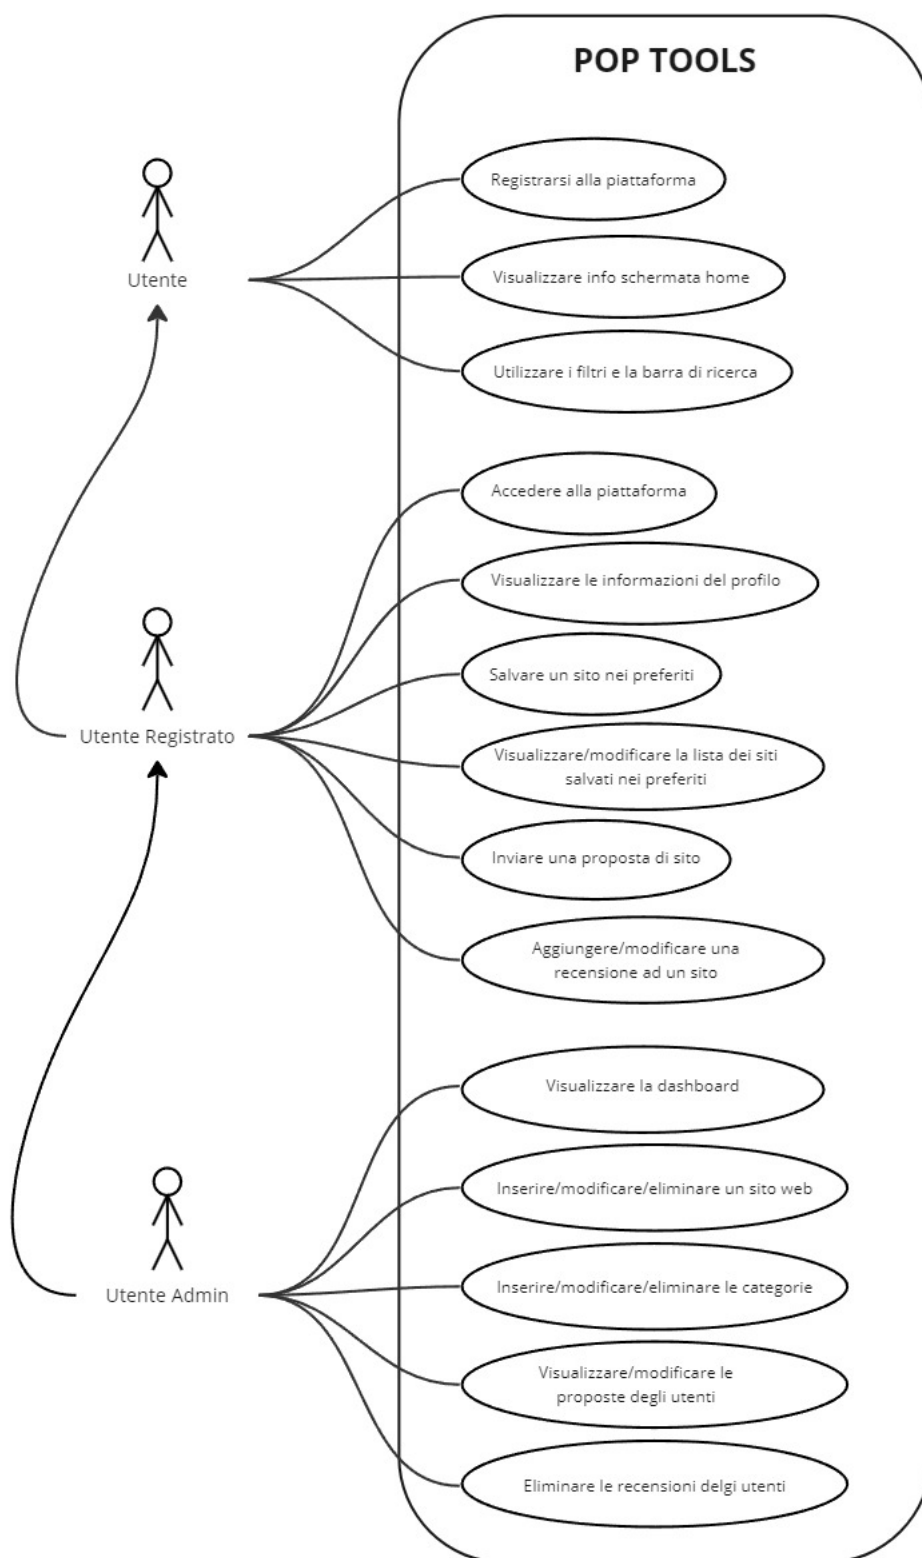 POP TOOLS
Utente
Registrarsi alla piattaforma
Visualizzare info schermata home
Utilizzare i filtri e la barra di ricerca
Utente Registrato
Accedere alla piattaforma
Visualizzare le informazioni del profilo
Salvare un sito nei preferiti
Visualizzare/modificare la lista dei siti
salvati nei preferiti
Inviare una proposta di sito
Aggiungere/modificare una
recensione ad un sito
Utente Admin
Visualizzare la dashboard
Inserire/modificare/eliminare un sito web
Inserire/modificare/eliminare le categorie
Visualizzare/modificare le
proposte degli utenti
Eliminare le recensioni delgi utenti